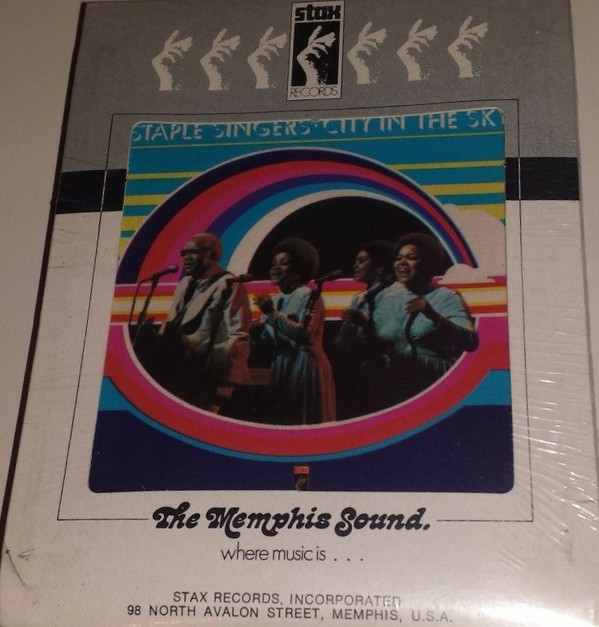 stax
RECORDS
STAPLE SINGERS·CITY IN THE SKY
The Memphis Sound.
where music is . . .
STAX RECORDS, INCORPORATED
98 NORTH AVALON STREET, MEMPHIS, U.S.A.